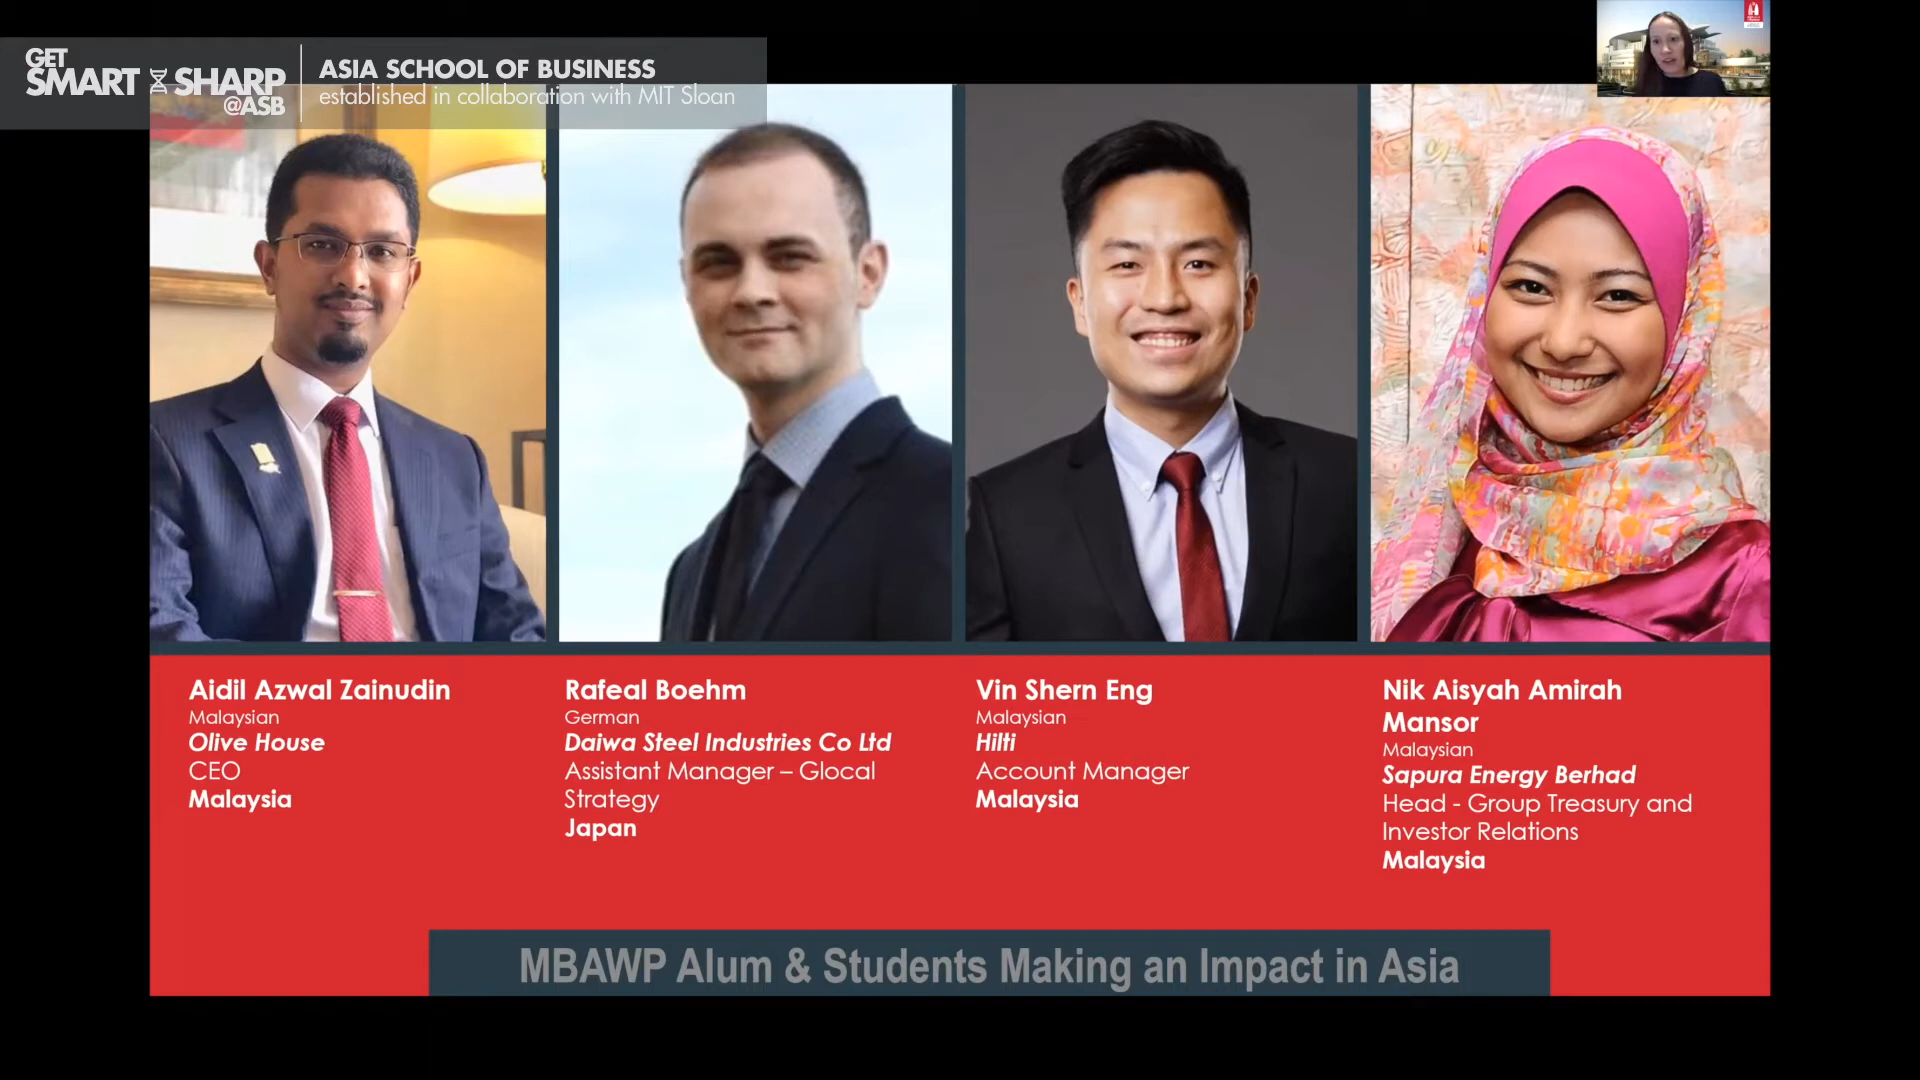 GET
SMART SHARP
@ASB
ASIA SCHOOL OF BUSINESS
established in collaboration with MIT Sloan
Aidil Azwal Zainudin
Malaysian
Olive House
CEO
Malaysia
Rafeal Boehm
German
Daiwa Steel Industries Co Ltd
Assistant Manager – Glocal
Strategy
Japan
Vin Shern Eng
Malaysian
Hilti
Account Manager
Malaysia
Nik Aisyah Amirah
Mansor
Malaysian
Sapura Energy Berhad
Head - Group Treasury and
Investor Relations
Malaysia
MBAWP Alum & Students Making an Impact in Asia